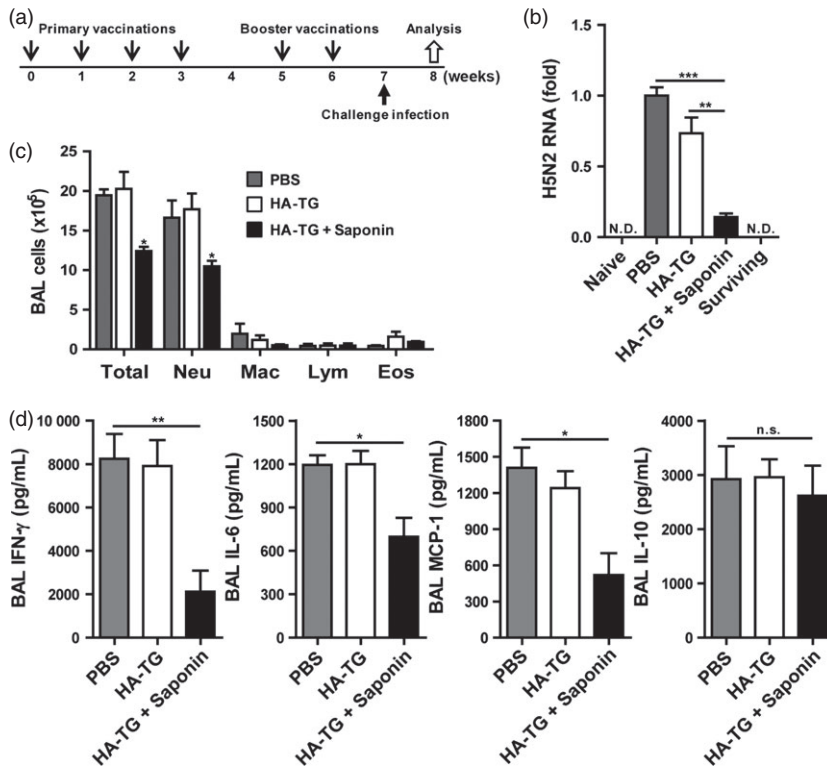 (a)
Primary vaccinations Booster vaccinations Analysis
0 1 2 3 4 5 6 7 8 (weeks)
Challenge infection
(b)
H5N2 RNA (fold)
1.5
1.0
0.5
0.0
***
**
N.D. N.D.
Naive PBS HA-TG HA-TG + Saponin Surviving
(c)
BAL cells (x10⁵)
25
20
15
10
5
0
PBS
HA-TG
HA-TG + Saponin
* *
Total Neu Mac Lym Eos
(d)
BAL IFN-γ (pg/mL)
10 000
8000
6000
4000
2000
0
**
PBS HA-TG HA-TG + Saponin
BAL IL-6 (pg/mL)
1500
1200
900
600
300
0
*
PBS HA-TG HA-TG + Saponin
BAL MCP-1 (pg/mL)
1800
1500
1200
900
600
300
0
*
PBS HA-TG HA-TG + Saponin
BAL IL-10 (pg/mL)
4000
3000
2000
1000
0
n.s.
PBS HA-TG HA-TG + Saponin